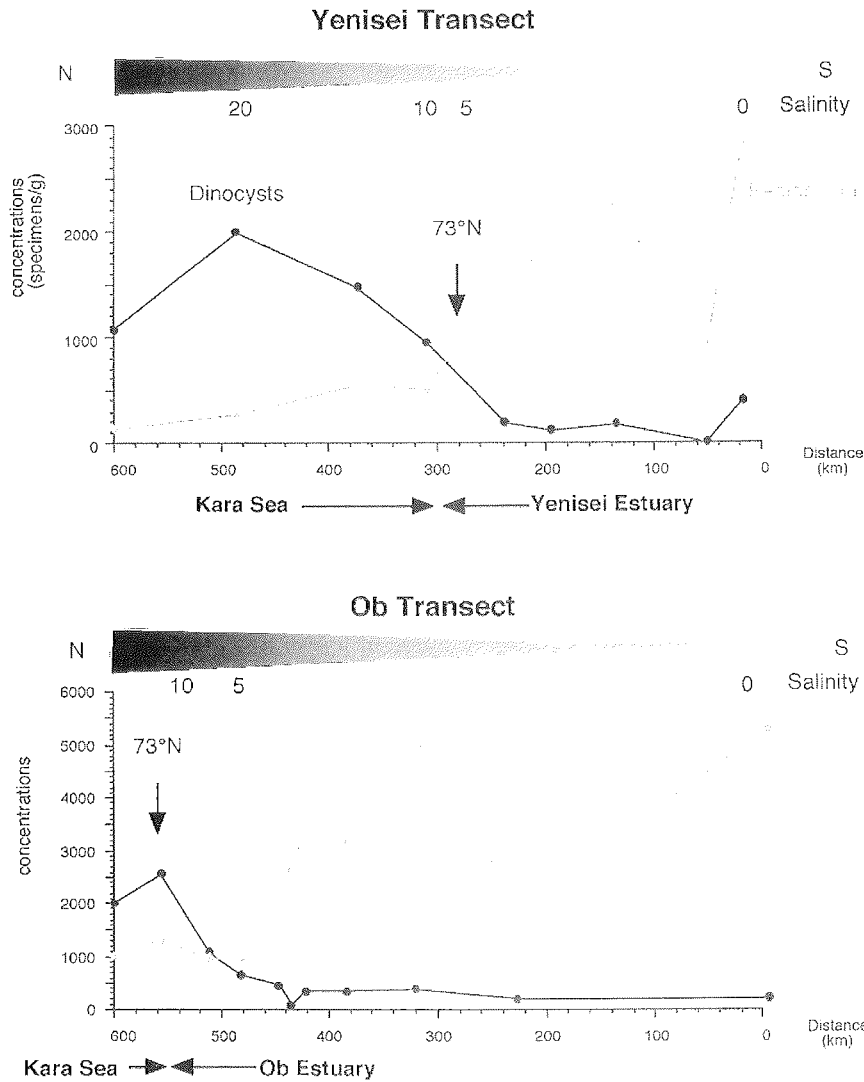 Yenisei Transect
N
S
20
10
5
0
Salinity
3000
2000
1000
0
concentrations
(specimens/g)
Dinocysts
73°N
600
500
400
300
200
100
0
Distance
(km)
Kara Sea
Yenisei Estuary
Ob Transect
N
S
10
5
0
Salinity
6000
5000
4000
3000
2000
1000
0
concentrations
73°N
600
500
400
300
200
100
0
Distance
(km)
Kara Sea
Ob Estuary